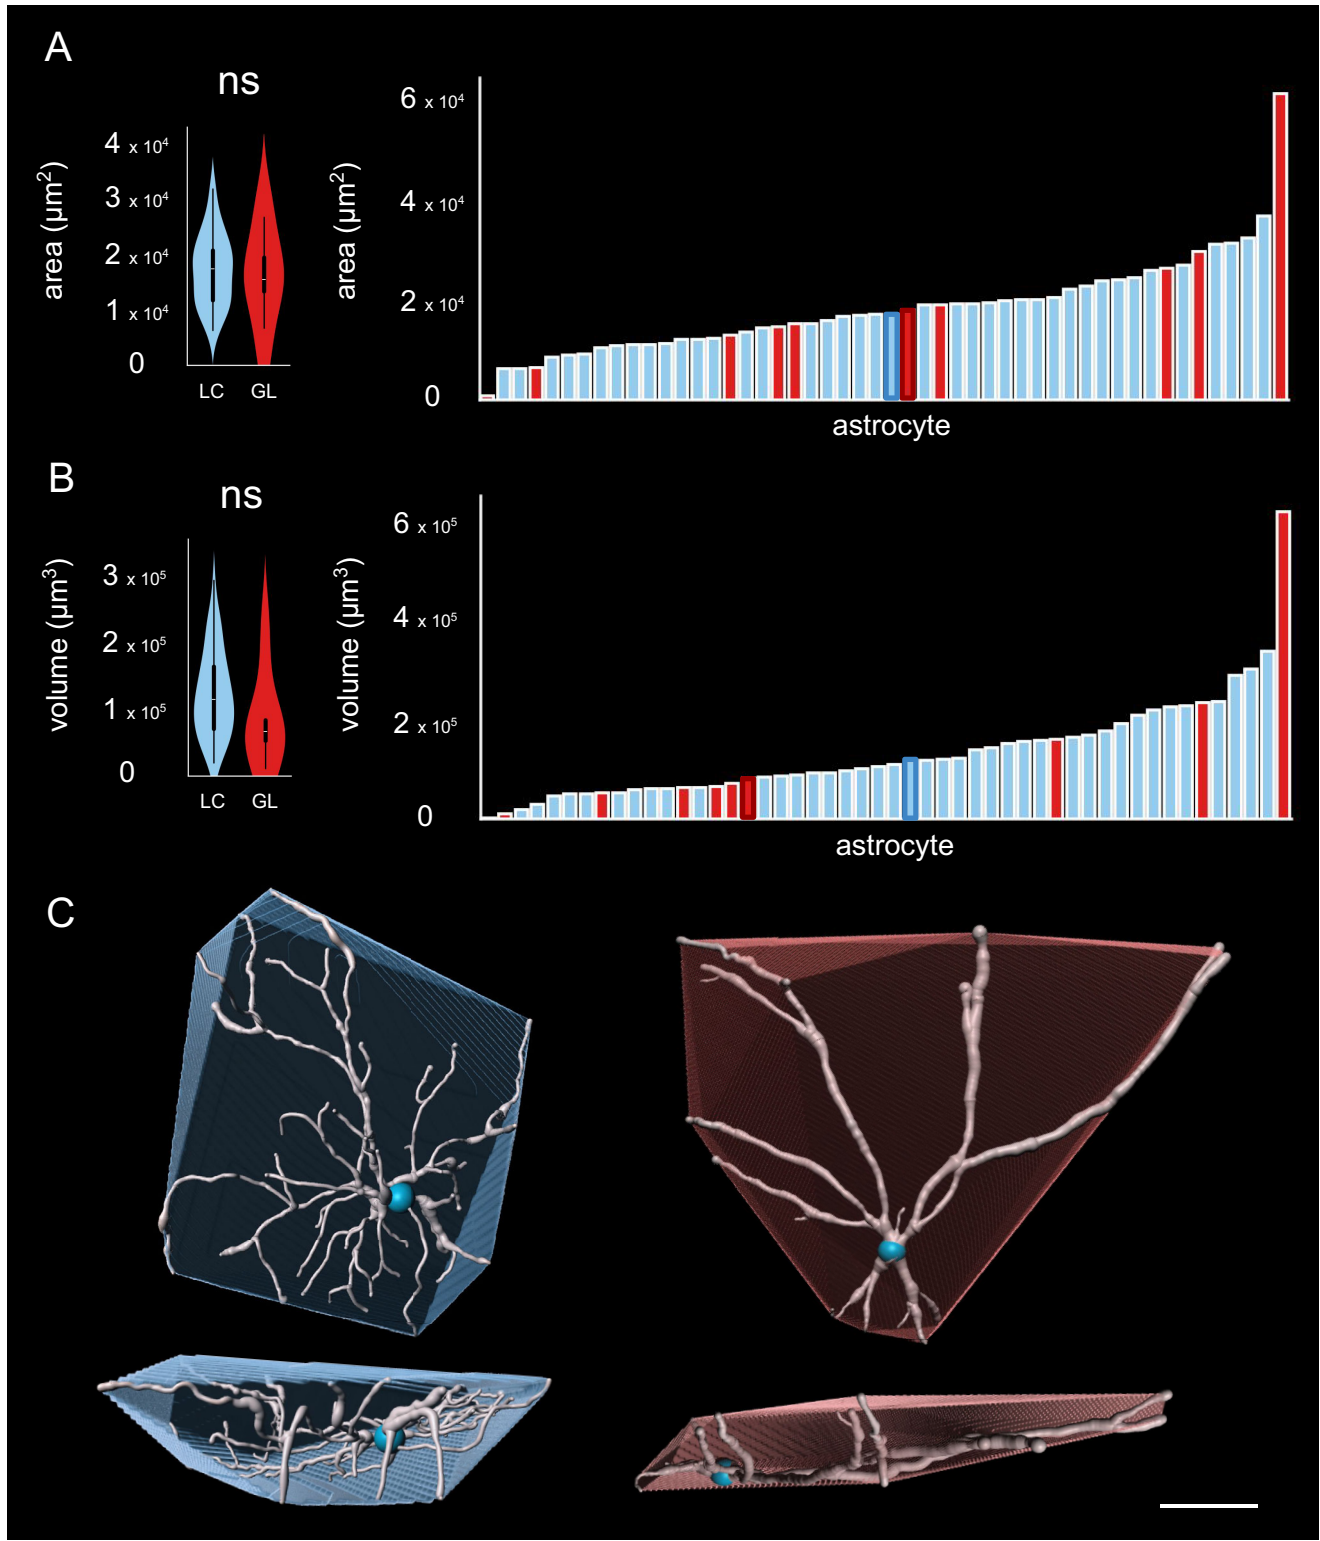 A
ns
area (µm²)
4 x 10⁴
3 x 10⁴
2 x 10⁴
1 x 10⁴
0
LC GL
area (µm²)
6 x 10⁴
4 x 10⁴
2 x 10⁴
0
astrocyte
B
ns
volume (µm³)
3 x 10⁵
2 x 10⁵
1 x 10⁵
0
LC GL
volume (µm³)
6 x 10⁵
4 x 10⁵
2 x 10⁵
0
astrocyte
C